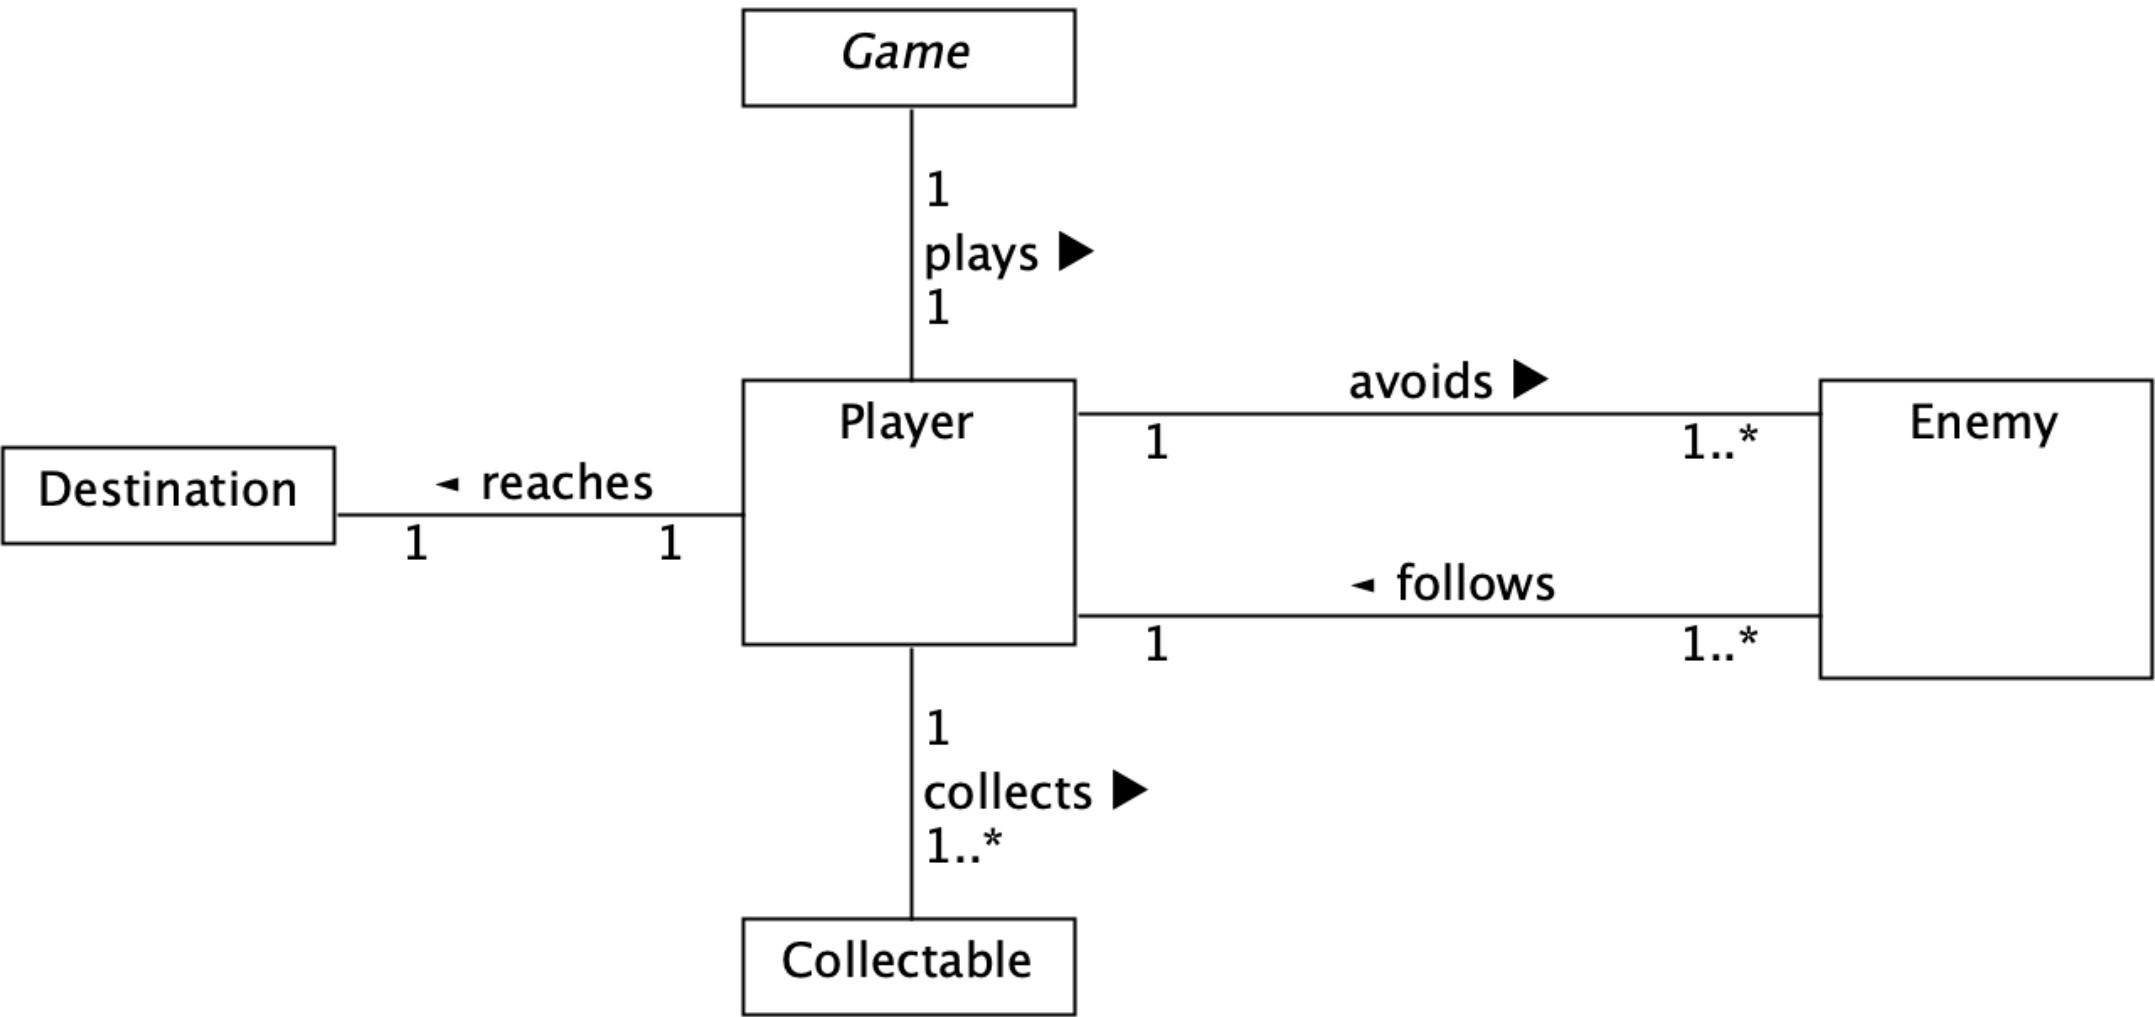 Game
1
plays ▶
1
Player
avoids ▶
1
1..*
Enemy
Destination
◄ reaches
1
1
◄ follows
1
1..*
1
collects ▶
1..*
Collectable